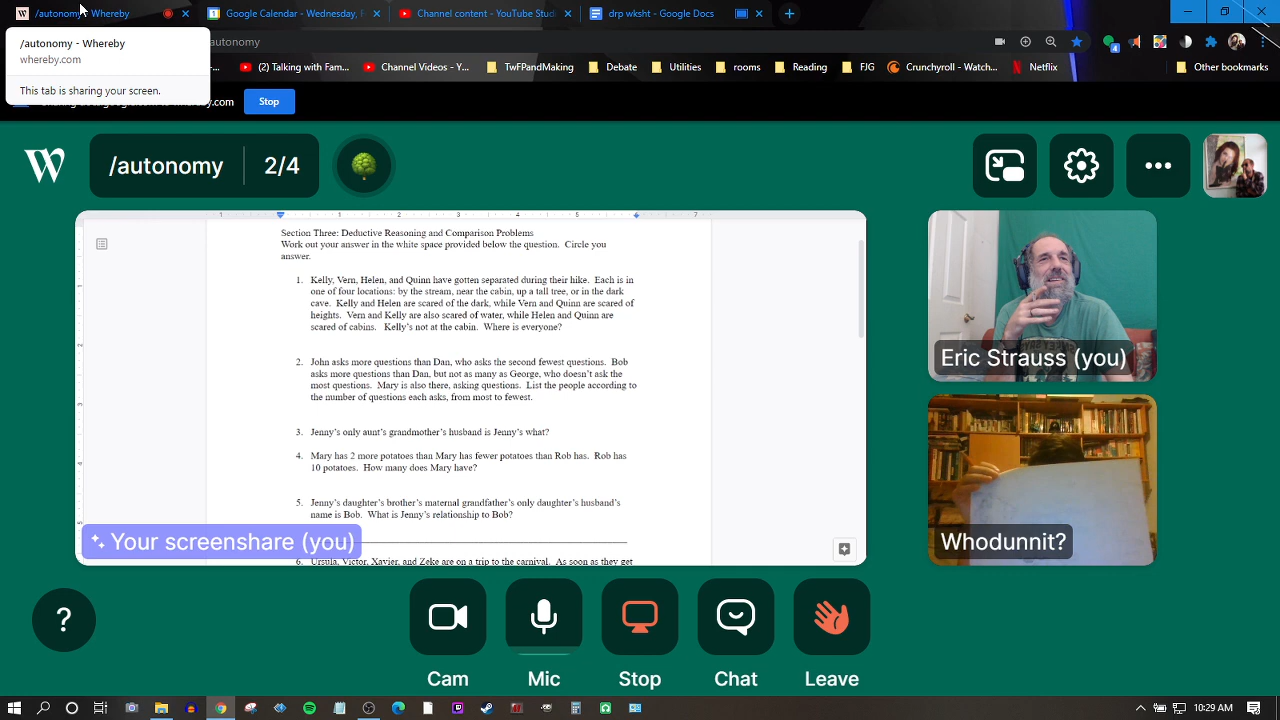 /autonomy - Whereby
Google Calendar - Wednesday,
Channel content - YouTube Stud
drp wksht - Google Docs
/autonomy - Whereby
whereby.com
autonomy
This tab is sharing your screen.
(2) Talking with Fam...
Channel Videos - Y...
TwFPandMaking
Debate
Utilities
rooms
Reading
FJG
Crunchyroll - Watch...
Netflix
Other bookmarks
Stop
W
/autonomy
2/4
Section Three: Deductive Reasoning and Comparison Problems
Work out your answer in the white space provided below the question. Circle you
answer.
1. Kelly, Vern, Helen, and Quinn have gotten separated during their hike. Each is in
one of four locations: by the stream, near the cabin, up a tall tree, or in the dark
cave. Kelly and Helen are scared of the dark, while Vern and Quinn are scared of
heights. Vern and Kelly are also scared of water, while Helen and Quinn are
scared of cabins. Kelly's not at the cabin. Where is everyone?
2. John asks more questions than Dan, who asks the second fewest questions. Bob
asks more questions than Dan, but not as many as George, who doesn't ask the
most questions. Mary is also there, asking questions. List the people according to
the number of questions each asks, from most to fewest.
3. Jenny's only aunt's grandmother's husband is Jenny's what?
4. Mary has 2 more potatoes than Mary has fewer potatoes than Rob has. Rob has
10 potatoes. How many does Mary have?
5. Jenny's daughter's brother's maternal grandfather's only daughter's husband's
name is Bob. What is Jenny's relationship to Bob?
6. Ursula, Victor, Xavier, and Zeke are on a trip to the carnival. As soon as they get
Your screenshare (you)
Eric Strauss (you)
Whodunnit?
?
Cam
Mic
Stop
Chat
Leave
10:29 AM